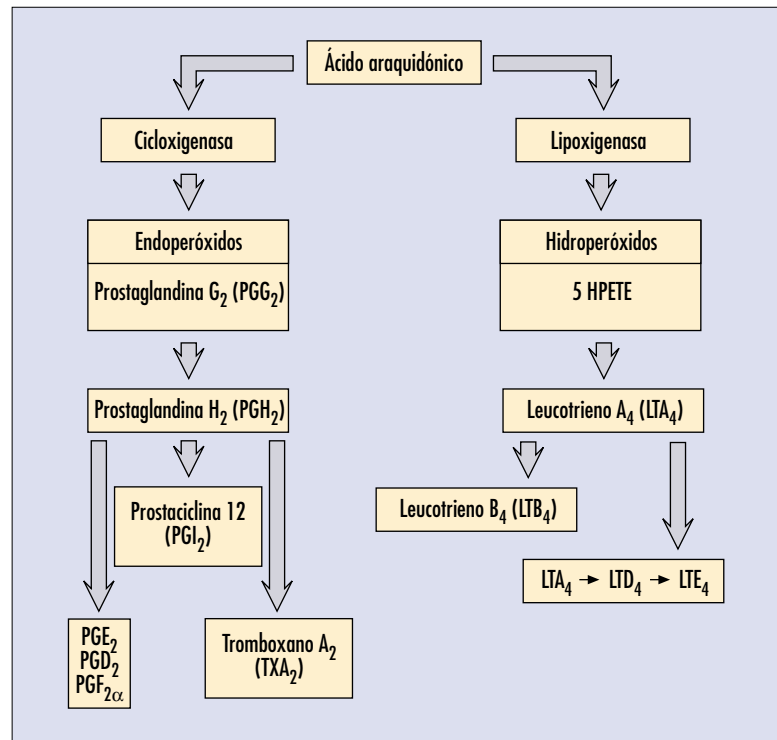 Ácido araquidónico
Cicloxigenasa
Endoperóxidos
Prostaglandina G2 (PGG2)
Prostaglandina H2 (PGH2)
Prostaciclina 12
(PGI2)
PGE2
PGD2
PGF2α
Tromboxano A2
(TXA2)
Lipoxigenasa
Hidroperóxidos
5 HPETE
Leucotrieno A4 (LTA4)
Leucotrieno B4 (LTB4)
LTA4 → LTD4 → LTE4